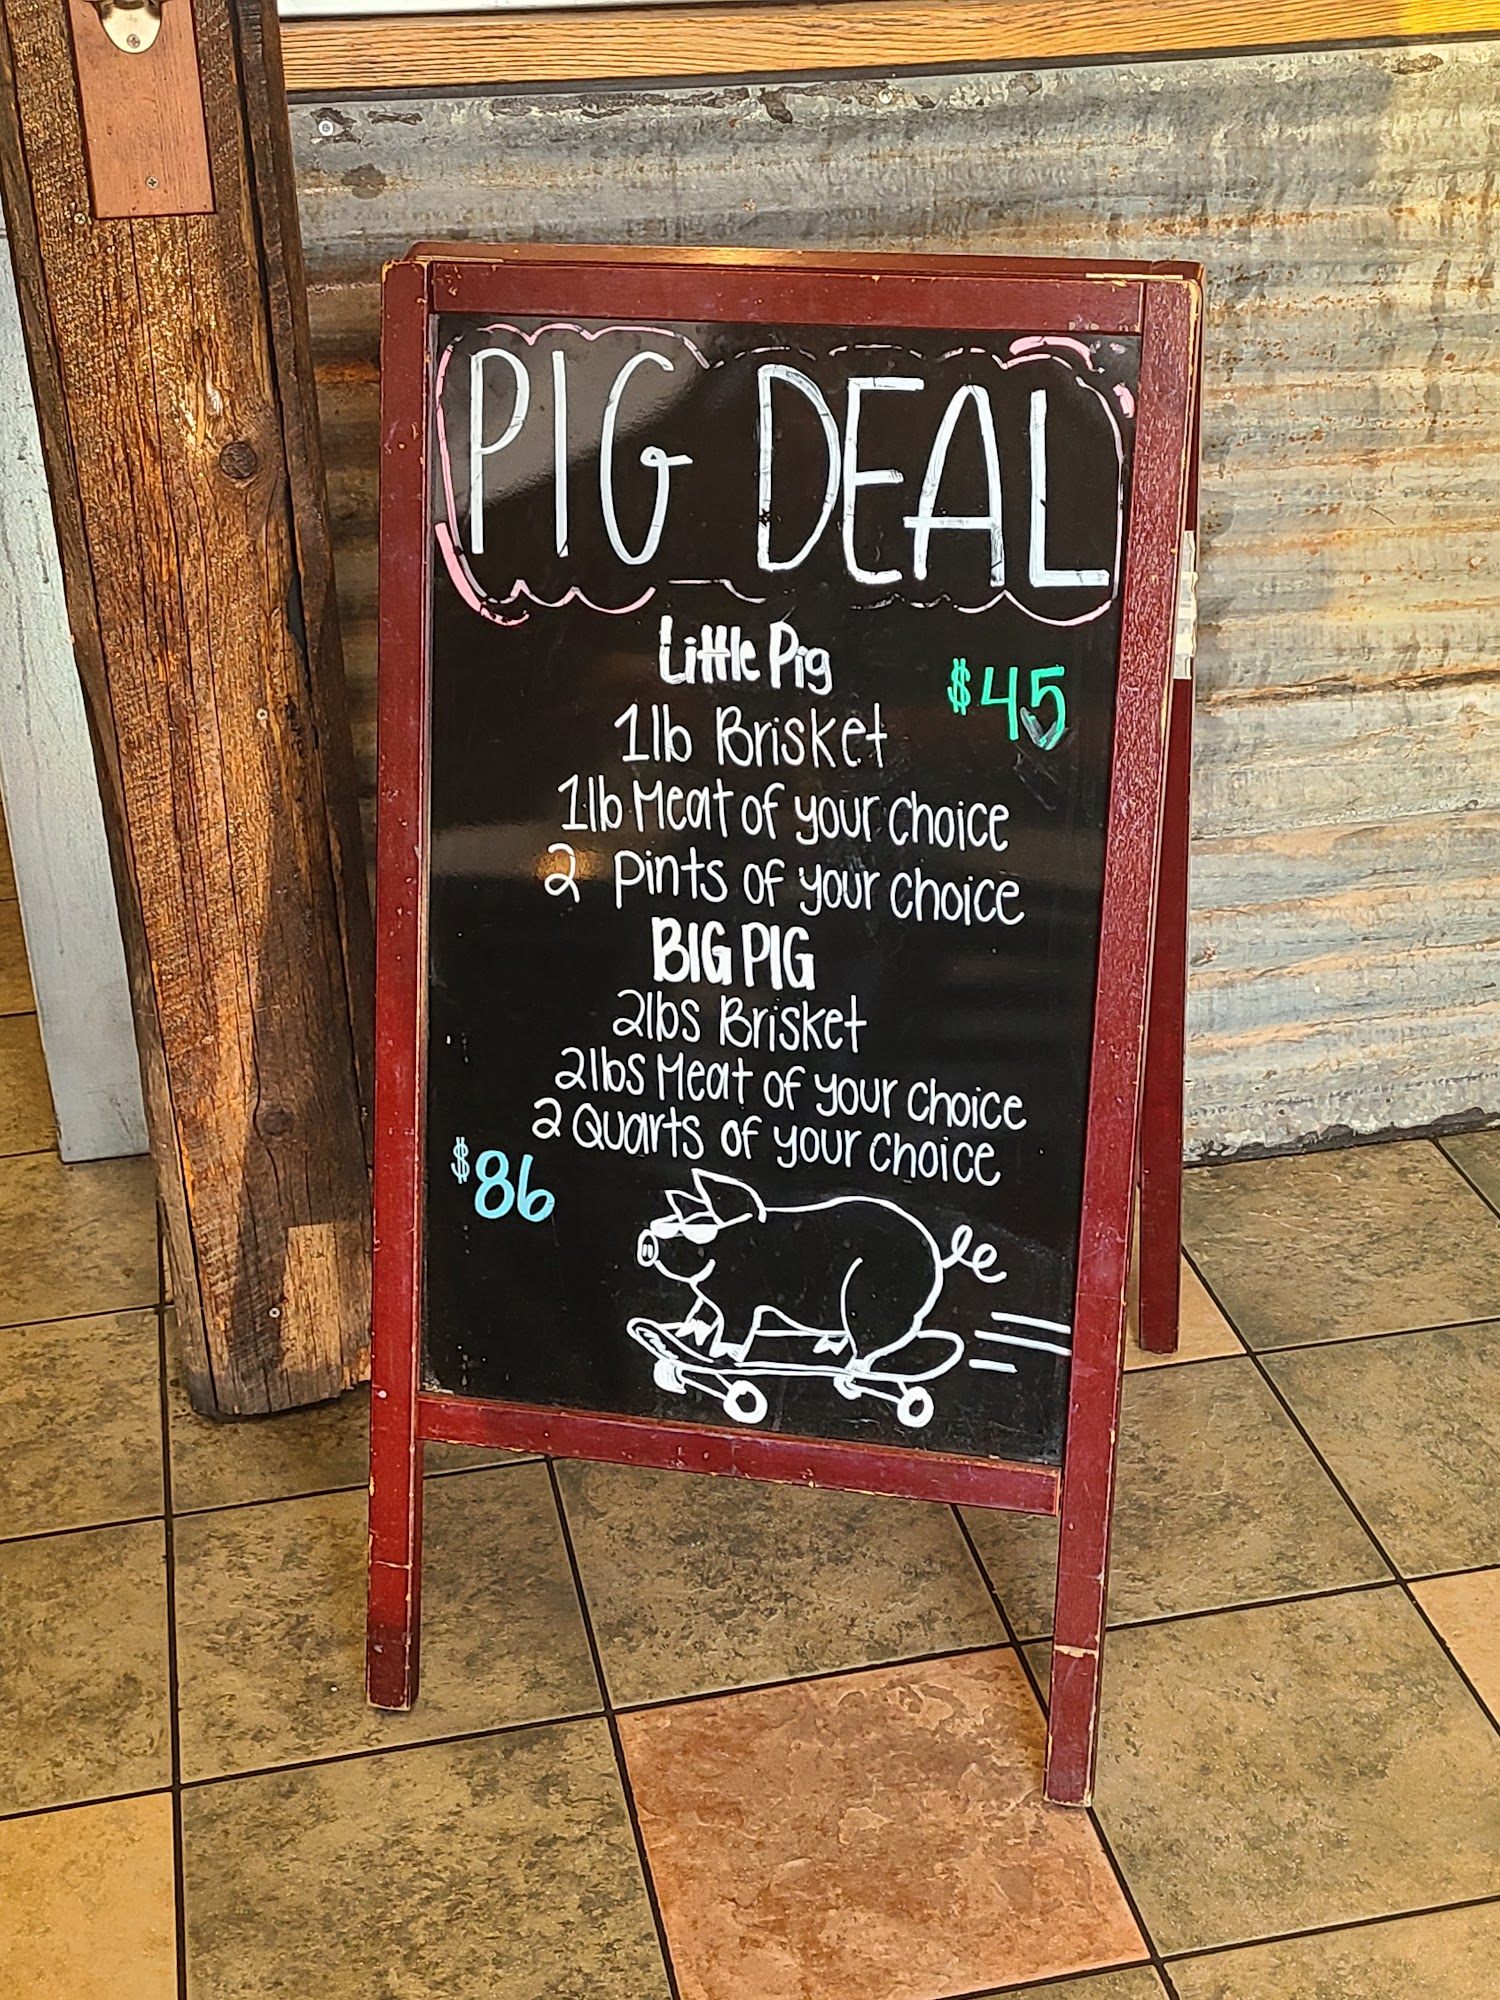 PIG DEAL
Little Pig
$45
1lb Brisket
1lb Meat of your choice
2 pints of your choice
BIG PIG
2lbs Brisket
2lbs Meat of your choice
2 Quarts of your choice
$86